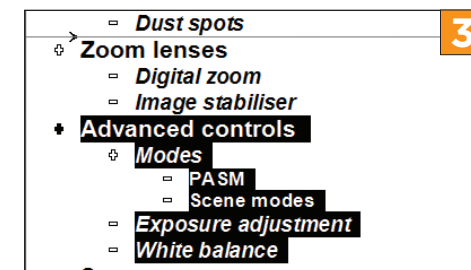 Dust spots
3
Zoom lenses
Digital zoom
Image stabiliser
Advanced controls
Modes
PASM
Scene modes
Exposure adjustment
White balance